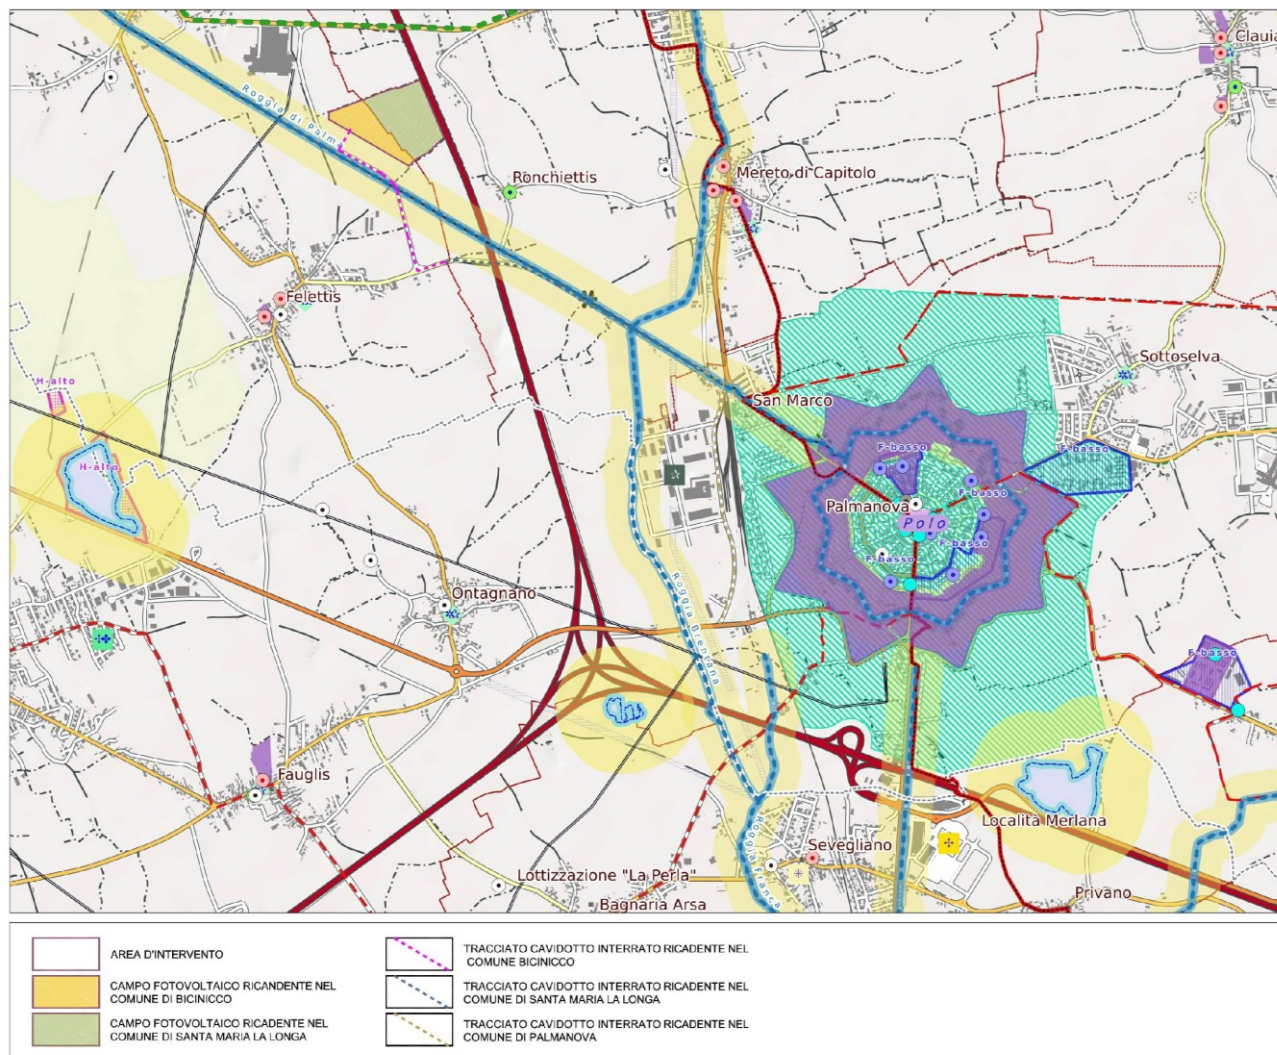 Clauia
Roggia di Palma
Ronchiettis
Mereto di Capitolo
Felettis
Sottoselva
H-alto
San Marco
H-alto
F-basso
F-basso
F-basso
Palmanova
Polo
F-basso
F-basso
Ontagnano
Roggia Brentana
F-basso
Fauglis
Località Merlana
Sevegliano
Roggia Franca
Lottizzazione "La Perla"
Privano
Bagnaria Arsa
AREA D'INTERVENTO
CAMPO FOTOVOLTAICO RICANDENTE NEL
COMUNE DI BICINICCO
CAMPO FOTOVOLTAICO RICADENTE NEL
COMUNE DI SANTA MARIA LA LONGA
TRACCIATO CAVIDOTTO INTERRATO RICADENTE NEL
COMUNE BICINICCO
TRACCIATO CAVIDOTTO INTERRATO RICADENTE NEL
COMUNE DI SANTA MARIA LA LONGA
TRACCIATO CAVIDOTTO INTERRATO RICADENTE NEL
COMUNE DI PALMANOVA